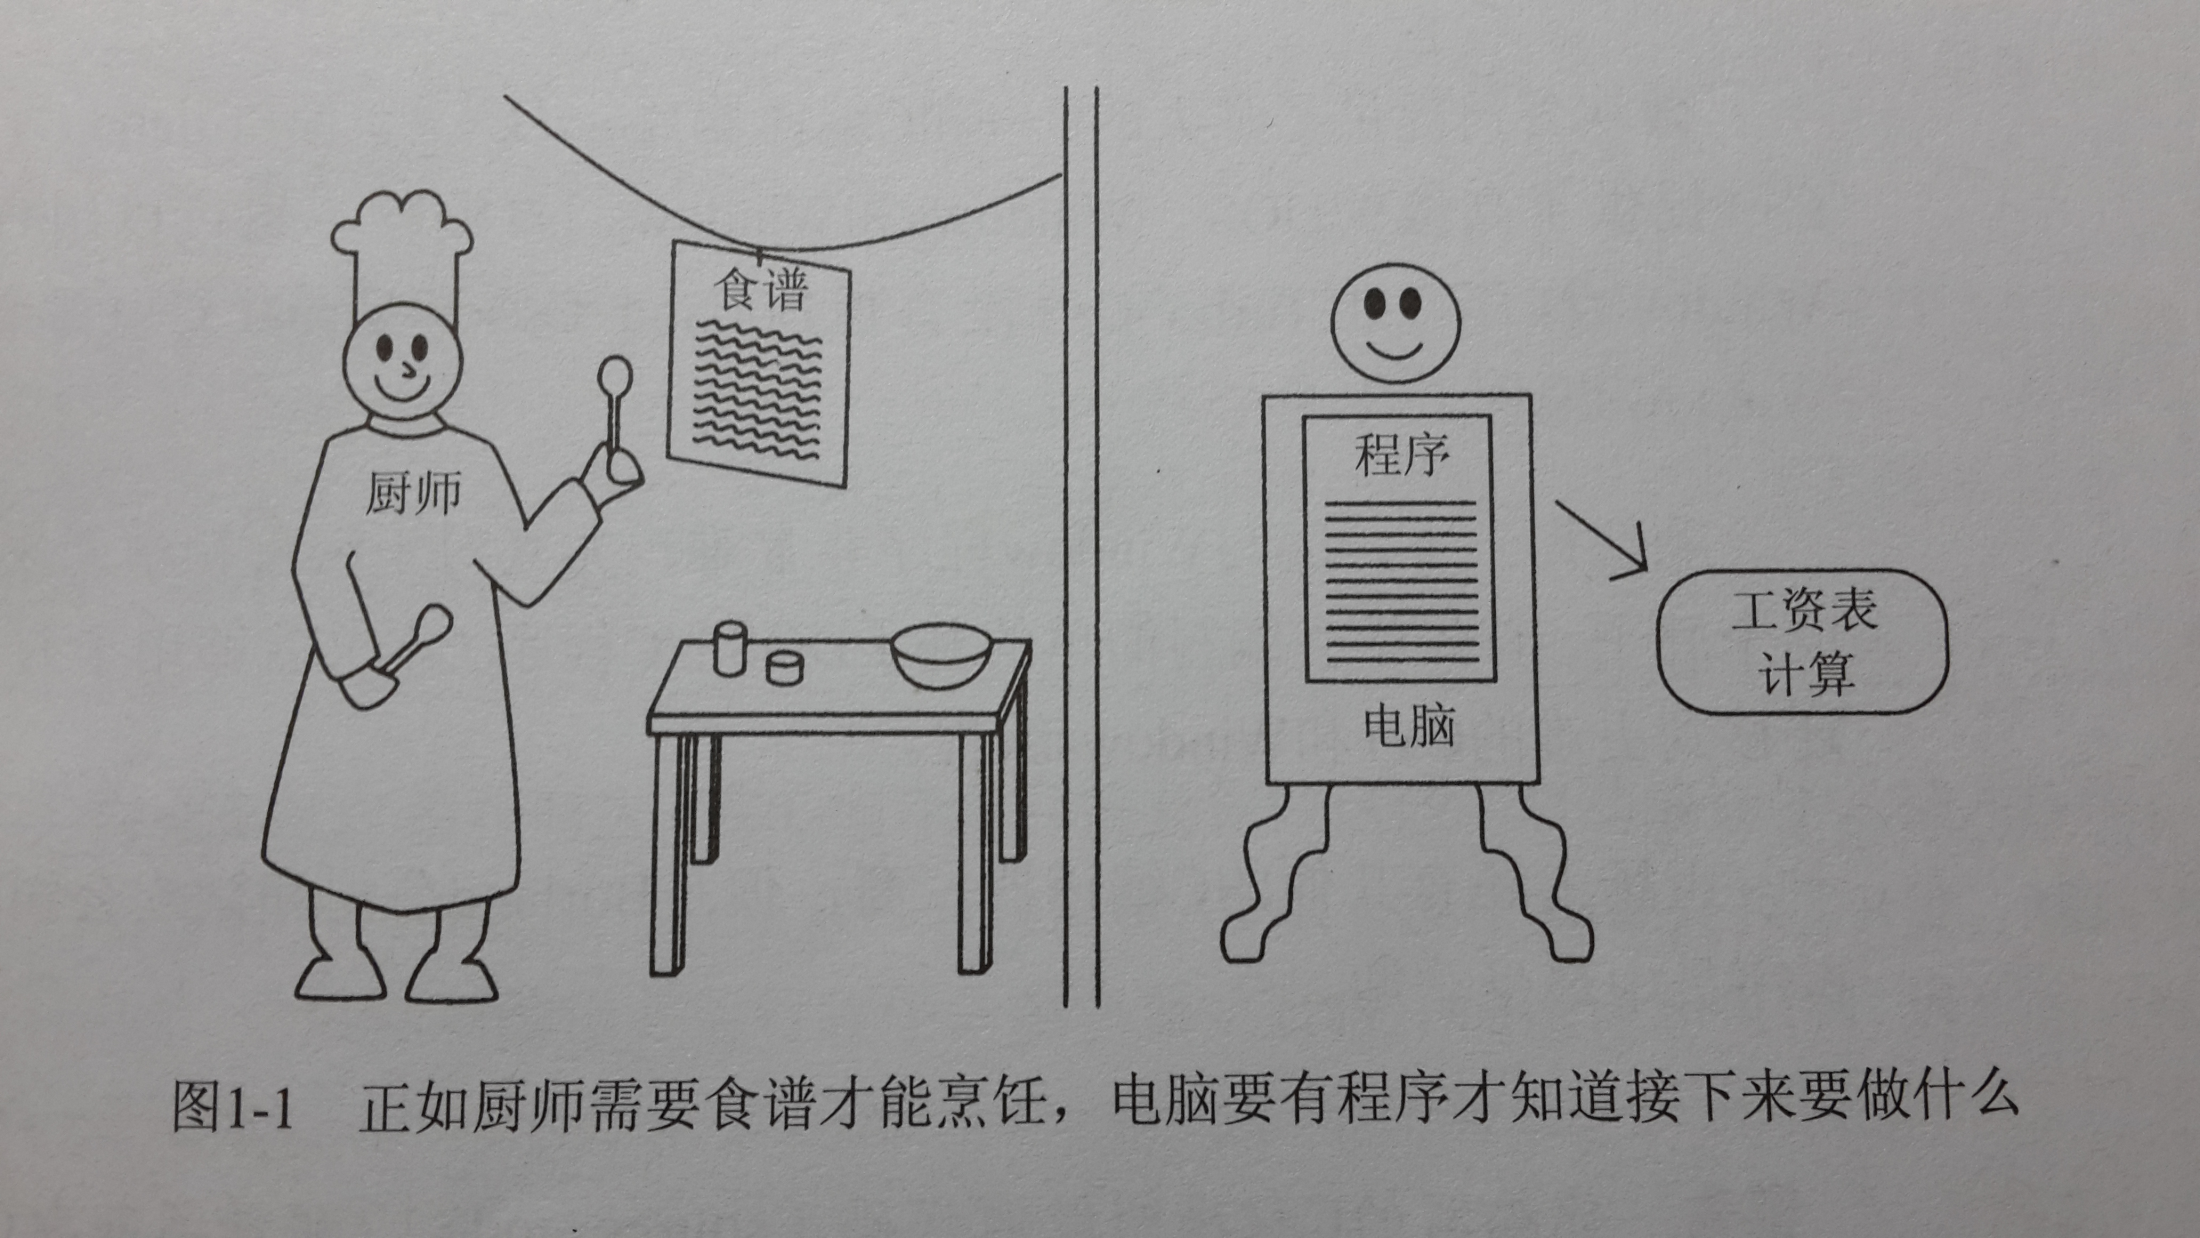 食谱
厨师
程序
电脑
工资表
计算
图1-1 正如厨师需要食谱才能烹饪，电脑要有程序才知道接下来要做什么